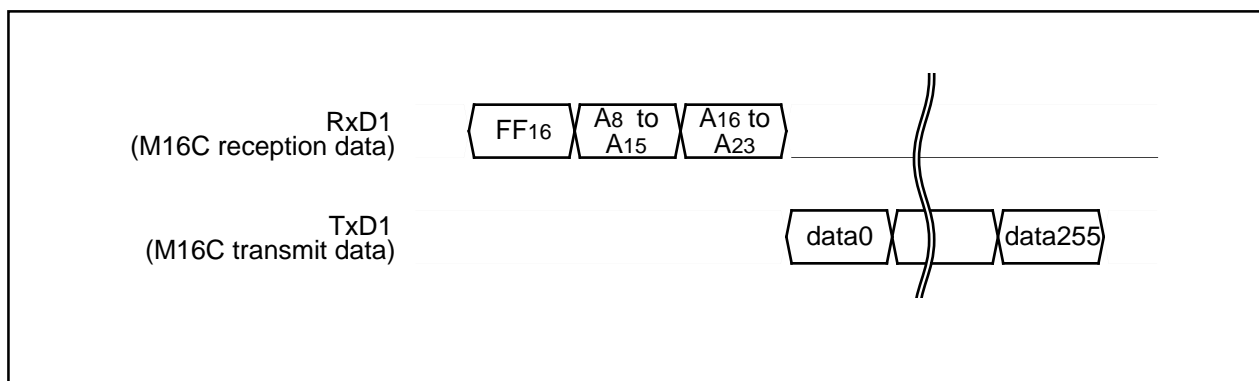 RxD1
(M16C reception data)
FF16
A8 to
A15
A16 to
A23
TxD1
(M16C transmit data)
data0
data255